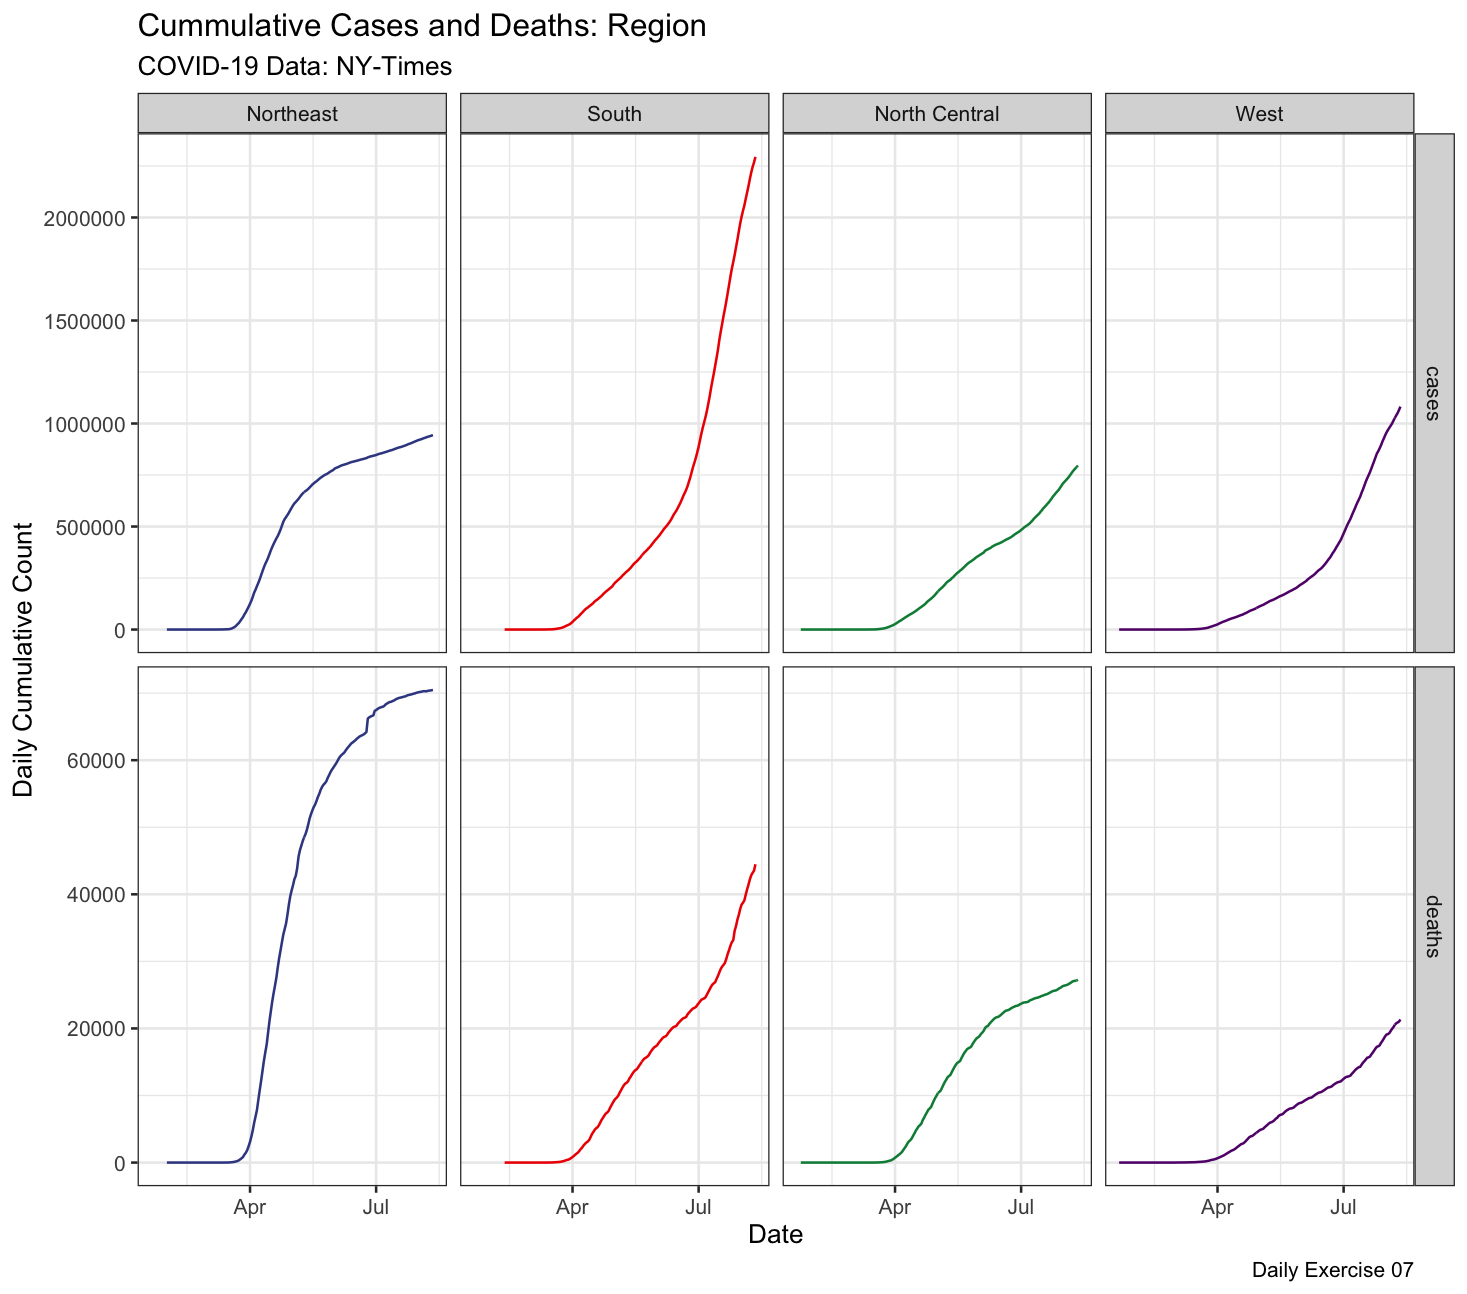 Cummulative Cases and Deaths: Region
COVID-19 Data: NY-Times
Northeast
South
North Central
West
2000000
1500000
1000000
500000
0
cases
Daily Cumulative Count
60000
40000
20000
0
deaths
Apr
Jul
Apr
Jul
Apr
Jul
Apr
Jul
Date
Daily Exercise 07